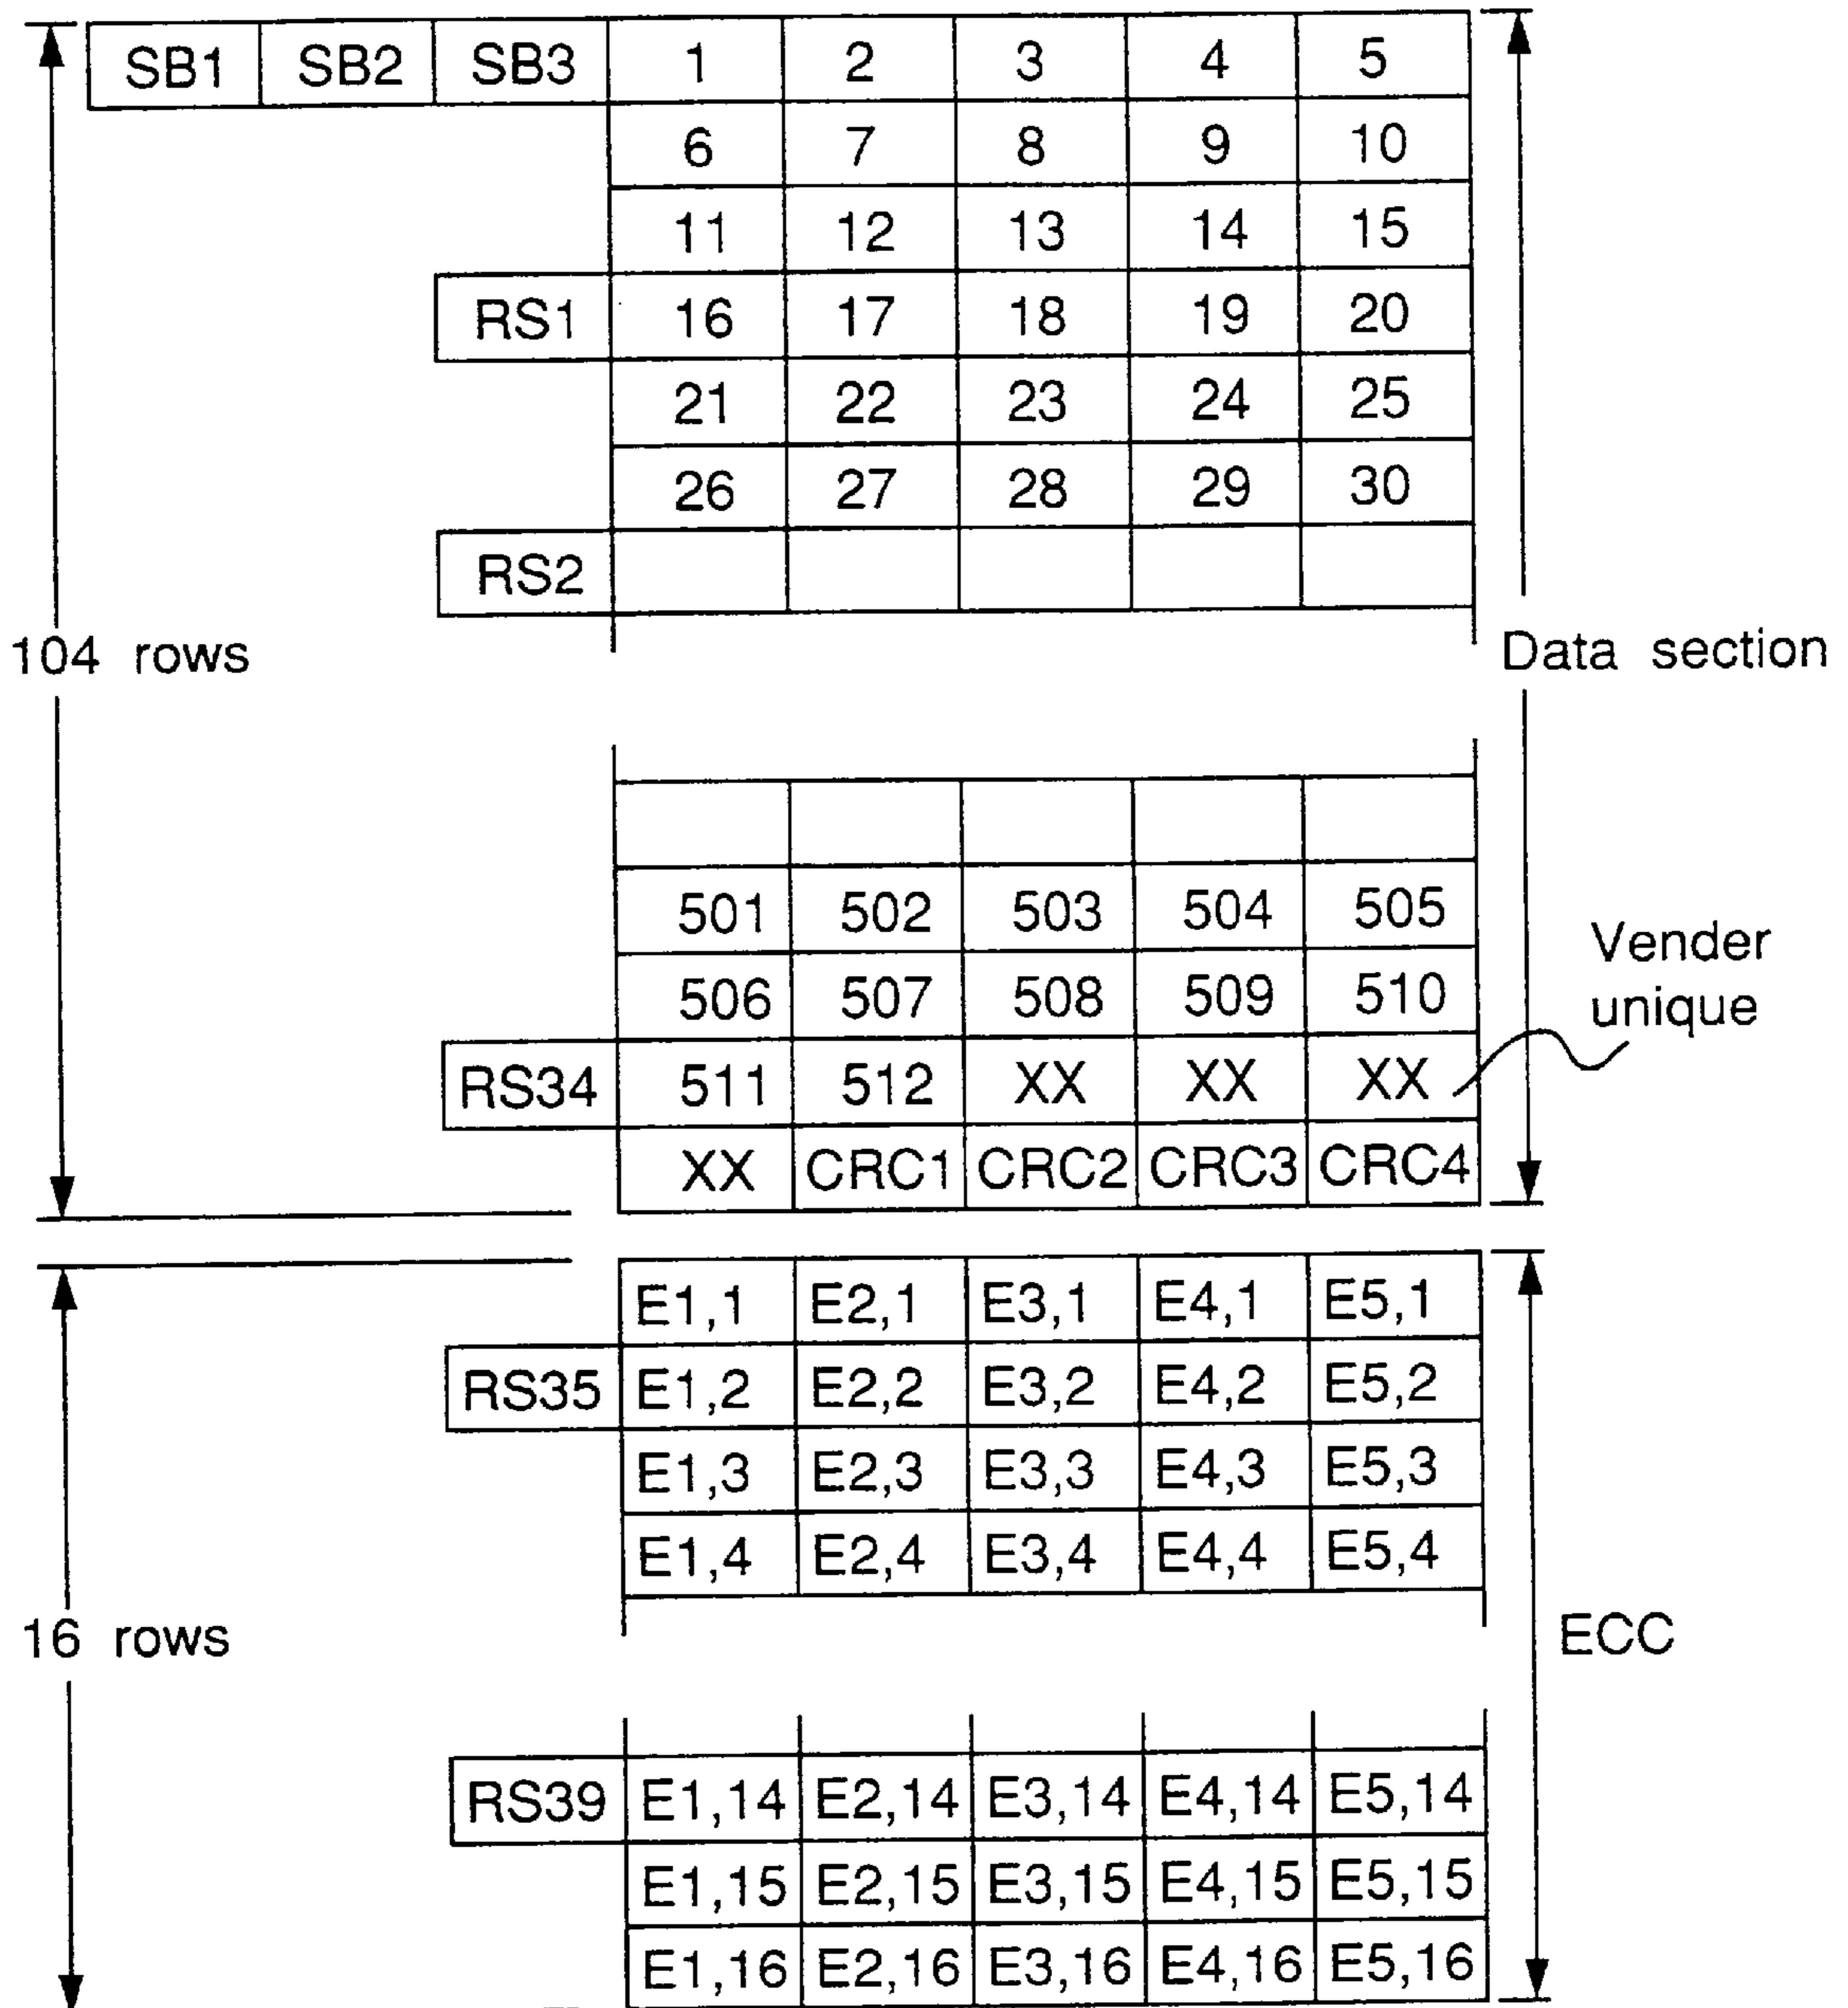 SB1 SB2 SB3 1 2 3 4 5
6 7 8 9 10
11 12 13 14 15
RS1 16 17 18 19 20
21 22 23 24 25
26 27 28 29 30
RS2
104 rows
Data section
501 502 503 504 505
506 507 508 509 510
Vender
unique
RS34 511 512 XX XX XX
XX CRC1 CRC2 CRC3 CRC4
E1,1 E2,1 E3,1 E4,1 E5,1
RS35 E1,2 E2,2 E3,2 E4,2 E5,2
E1,3 E2,3 E3,3 E4,3 E5,3
E1,4 E2,4 E3,4 E4,4 E5,4
16 rows
ECC
RS39 E1,14 E2,14 E3,14 E4,14 E5,14
E1,15 E2,15 E3,15 E4,15 E5,15
E1,16 E2,16 E3,16 E4,16 E5,16